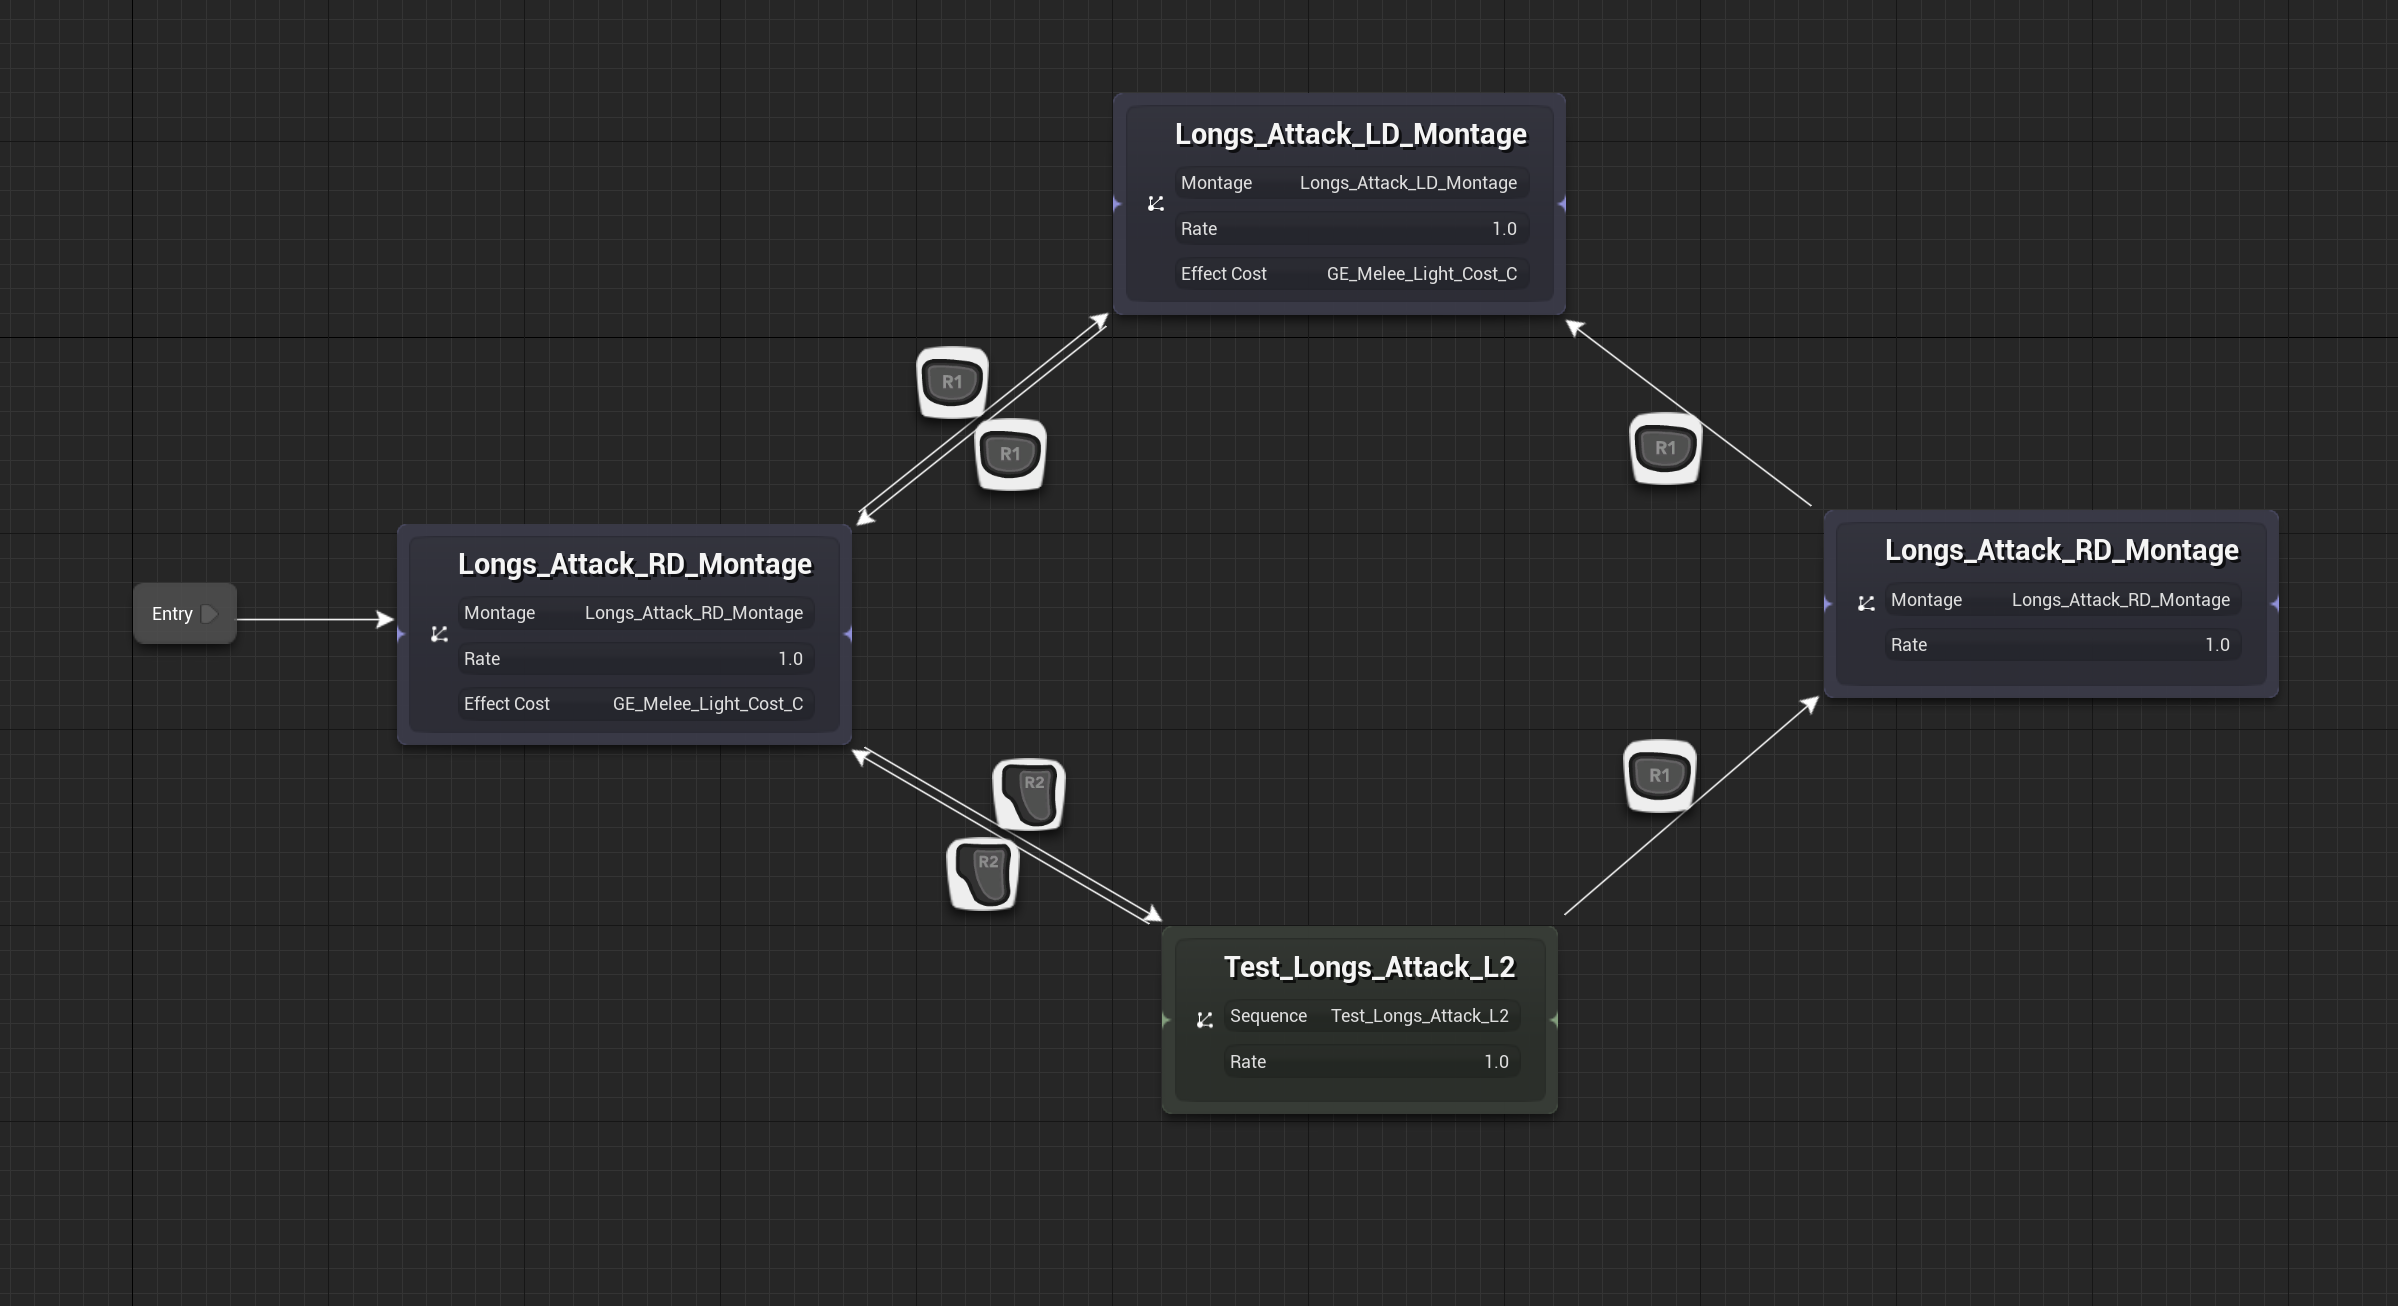 Longs_Attack_LD_Montage
Montage Longs_Attack_LD_Montage
Rate 1.0
Effect Cost GE_Melee_Light_Cost_C
R1
R1
R1
Entry
Longs_Attack_RD_Montage
Montage Longs_Attack_RD_Montage
Rate 1.0
Effect Cost GE_Melee_Light_Cost_C
Longs_Attack_RD_Montage
Montage Longs_Attack_RD_Montage
Rate 1.0
R2
R2
R1
Test_Longs_Attack_L2
Sequence Test_Longs_Attack_L2
Rate 1.0